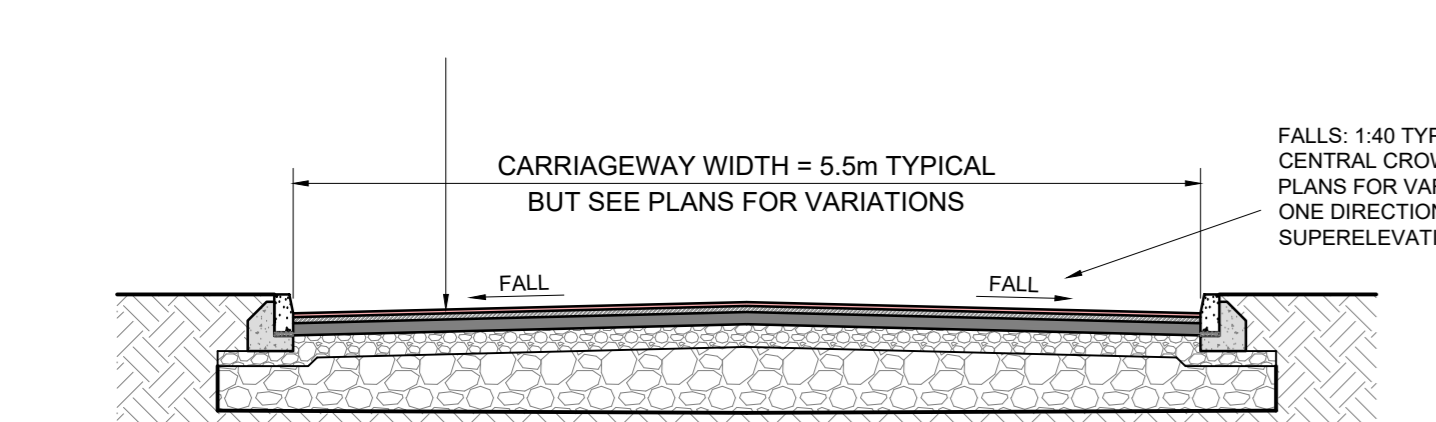 CARRIAGEWAY WIDTH = 5.5m TYPICAL
BUT SEE PLANS FOR VARIATIONS
FALLS: 1:40
CENTRAL
PLANS FOR
ONE
FALL
FALL